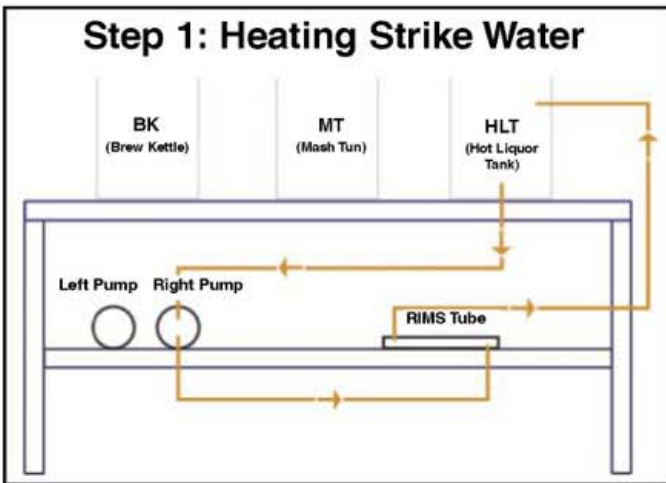 Step 1: Heating Strike Water
BK
(Brew Kettle)
MT
(Mash Tun)
HLT
(Hot Liquor
Tank)
Left Pump
Right Pump
RIMS Tube